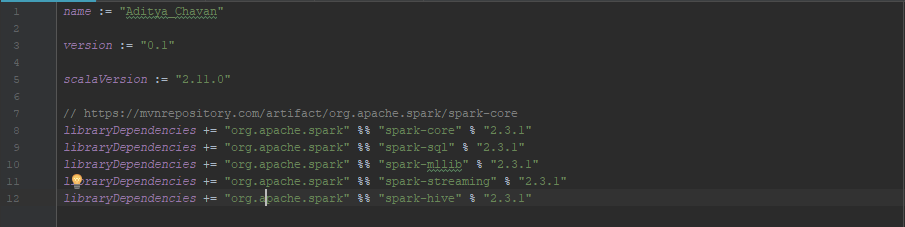 1 name := "Aditya_Chavan"
2
3 version := "0.1"
4
5 scalaVersion := "2.11.0"
6
7 // https://mvnrepository.com/artifact/org.apache.spark/spark-core
8 libraryDependencies += "org.apache.spark" %% "spark-core" % "2.3.1"
9 libraryDependencies += "org.apache.spark" %% "spark-sql" % "2.3.1"
10 libraryDependencies += "org.apache.spark" %% "spark-mllib" % "2.3.1"
11 libraryDependencies += "org.apache.spark" %% "spark-streaming" % "2.3.1"
12 libraryDependencies += "org.apache.spark" %% "spark-hive" % "2.3.1"